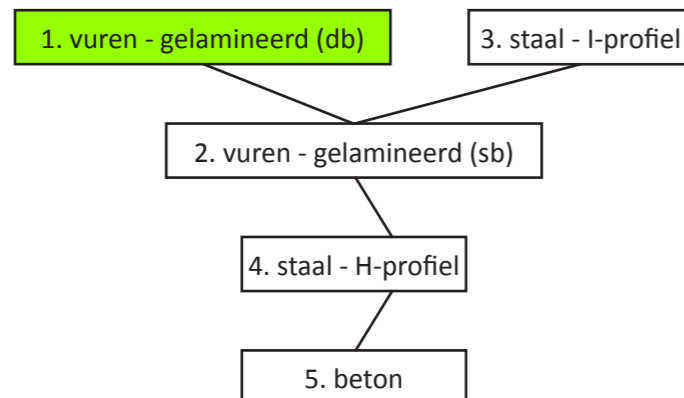 1. vuren - gelamineerd (db)
3. staal - I-profiel
2. vuren - gelamineerd (sb)
4. staal - H-profiel
5. beton